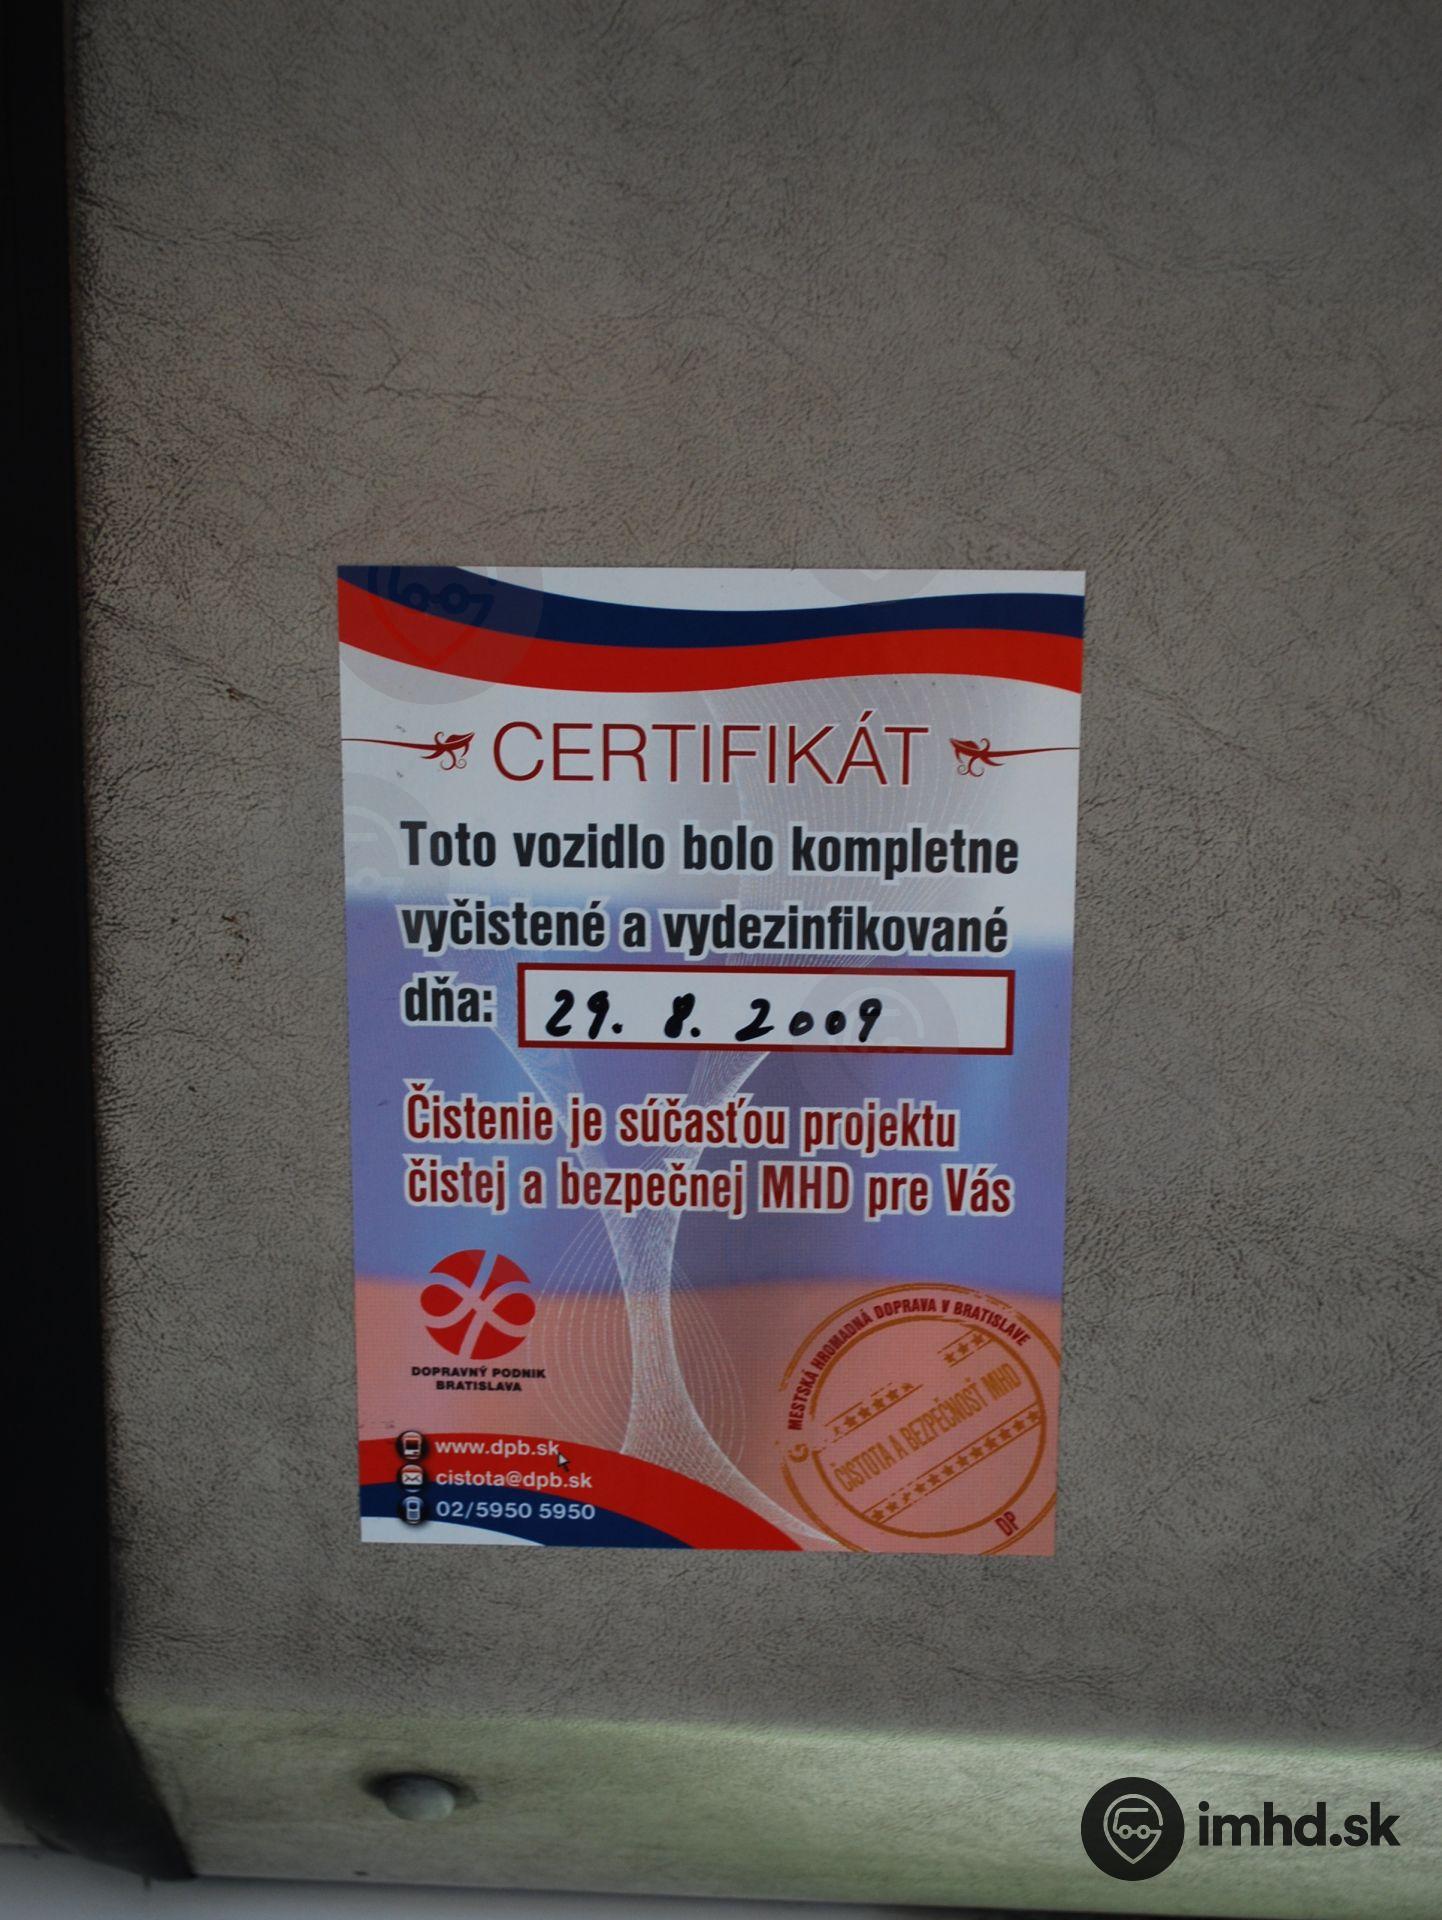 CERTIFIKÁT
Toto vozidlo bolo kompletne
vyčistené a vydezinfikované
dňa: 29. 8. 2009
Čistenie je súčasťou projektu
čistej a bezpečnej MHD pre Vás
DOPRAVNÝ PODNIK
BRATISLAVA
MESTSKÁ HROMADNÁ DOPRAVA V BRATISLAVE
ČISTOTA A BEZPEČNOSŤ MHD
DP
www.dpb.sk
cistota@dpb.sk
02/5950 5950
imhd.sk